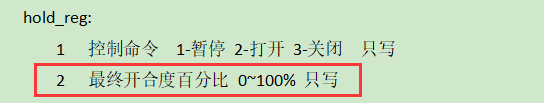 hold_reg:
1 控制命令 1-暂停 2-打开 3-关闭 只写
2 最终开合度百分比 0~100% 只写